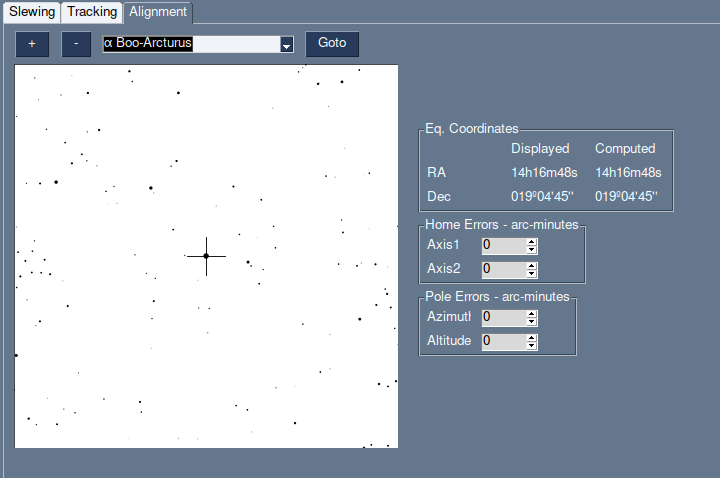 Slewing Tracking Alignment
+ - α Boo-Arcturus Goto
Eq. Coordinates
Displayed Computed
RA 14h16m48s 14h16m48s
Dec 019º04'45" 019º04'45"
Home Errors - arc-minutes
Axis1 0
Axis2 0
Pole Errors - arc-minutes
Azimut 0
Altitude 0